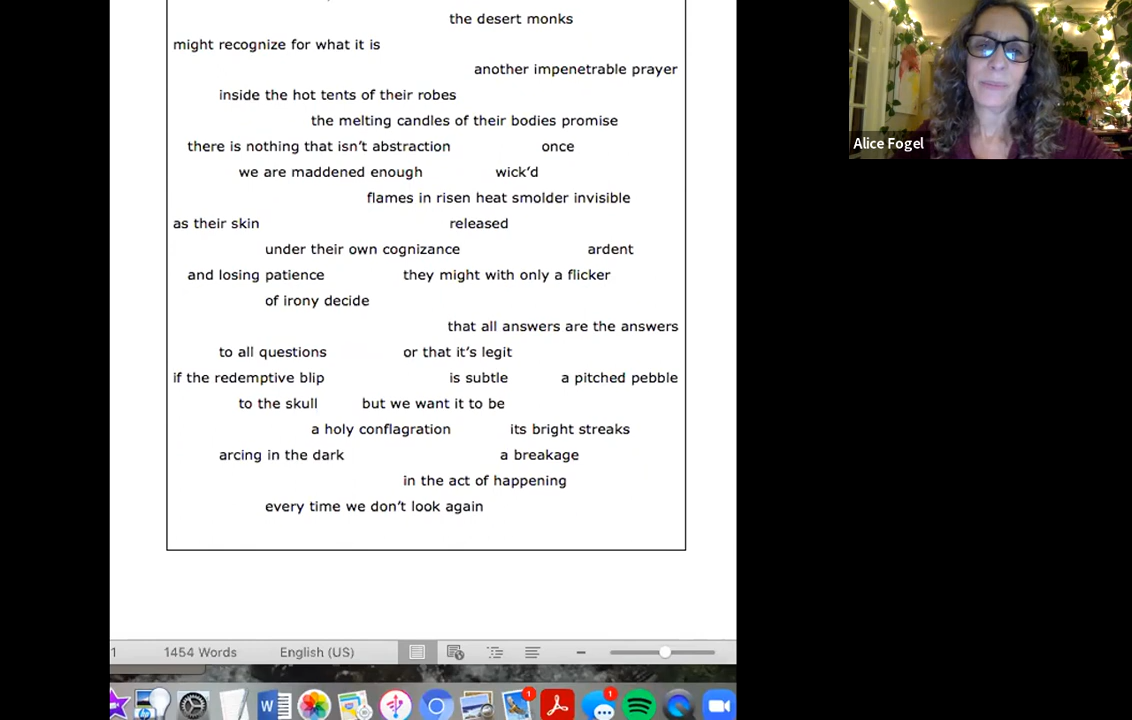 the desert monks
might recognize for what it is
another impenetrable prayer
inside the hot tents of their robes
the melting candles of their bodies promise
there is nothing that isn't abstraction once
we are maddened enough wick'd
flames in risen heat smolder invisible
as their skin released
under their own cognizance ardent
and losing patience they might with only a flicker
of irony decide
that all answers are the answers
to all questions or that it's legit
if the redemptive blip is subtle a pitched pebble
to the skull but we want it to be
a holy conflagration its bright streaks
arcing in the dark a breakage
in the act of happening
every time we don't look again
Alice Fogel
1 1454 Words English (US)
W 1 1